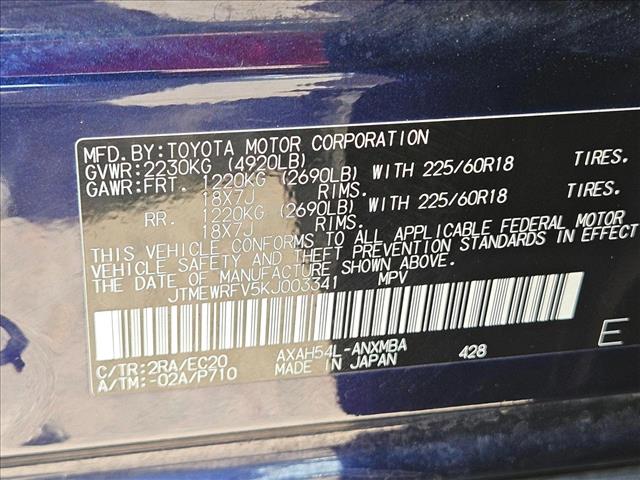 MFD.BY:TOYOTA MOTOR CORPORATION
GVWR:2230KG (4920LB)
GAWR:FRT. 1220KG (2690LB) WITH 225/60R18 TIRES.
18X7J RIMS.
RR. 1220KG (2690LB) WITH 225/60R18 TIRES.
18X7J RIMS.
THIS VEHICLE CONFORMS TO ALL APPLICABLE FEDERAL MOTOR
VEHICLE SAFETY AND THEFT PREVENTION STANDARDS IN EFFECT
ON THE DATE OF MANUFACTURE SHOWN ABOVE.
JTMEWRFV5KJ003341 MPV
C/TR:2RA/EC20 AXAH54L-ANXMBA 428 E
A/TM:-02A/P710 MADE IN JAPAN